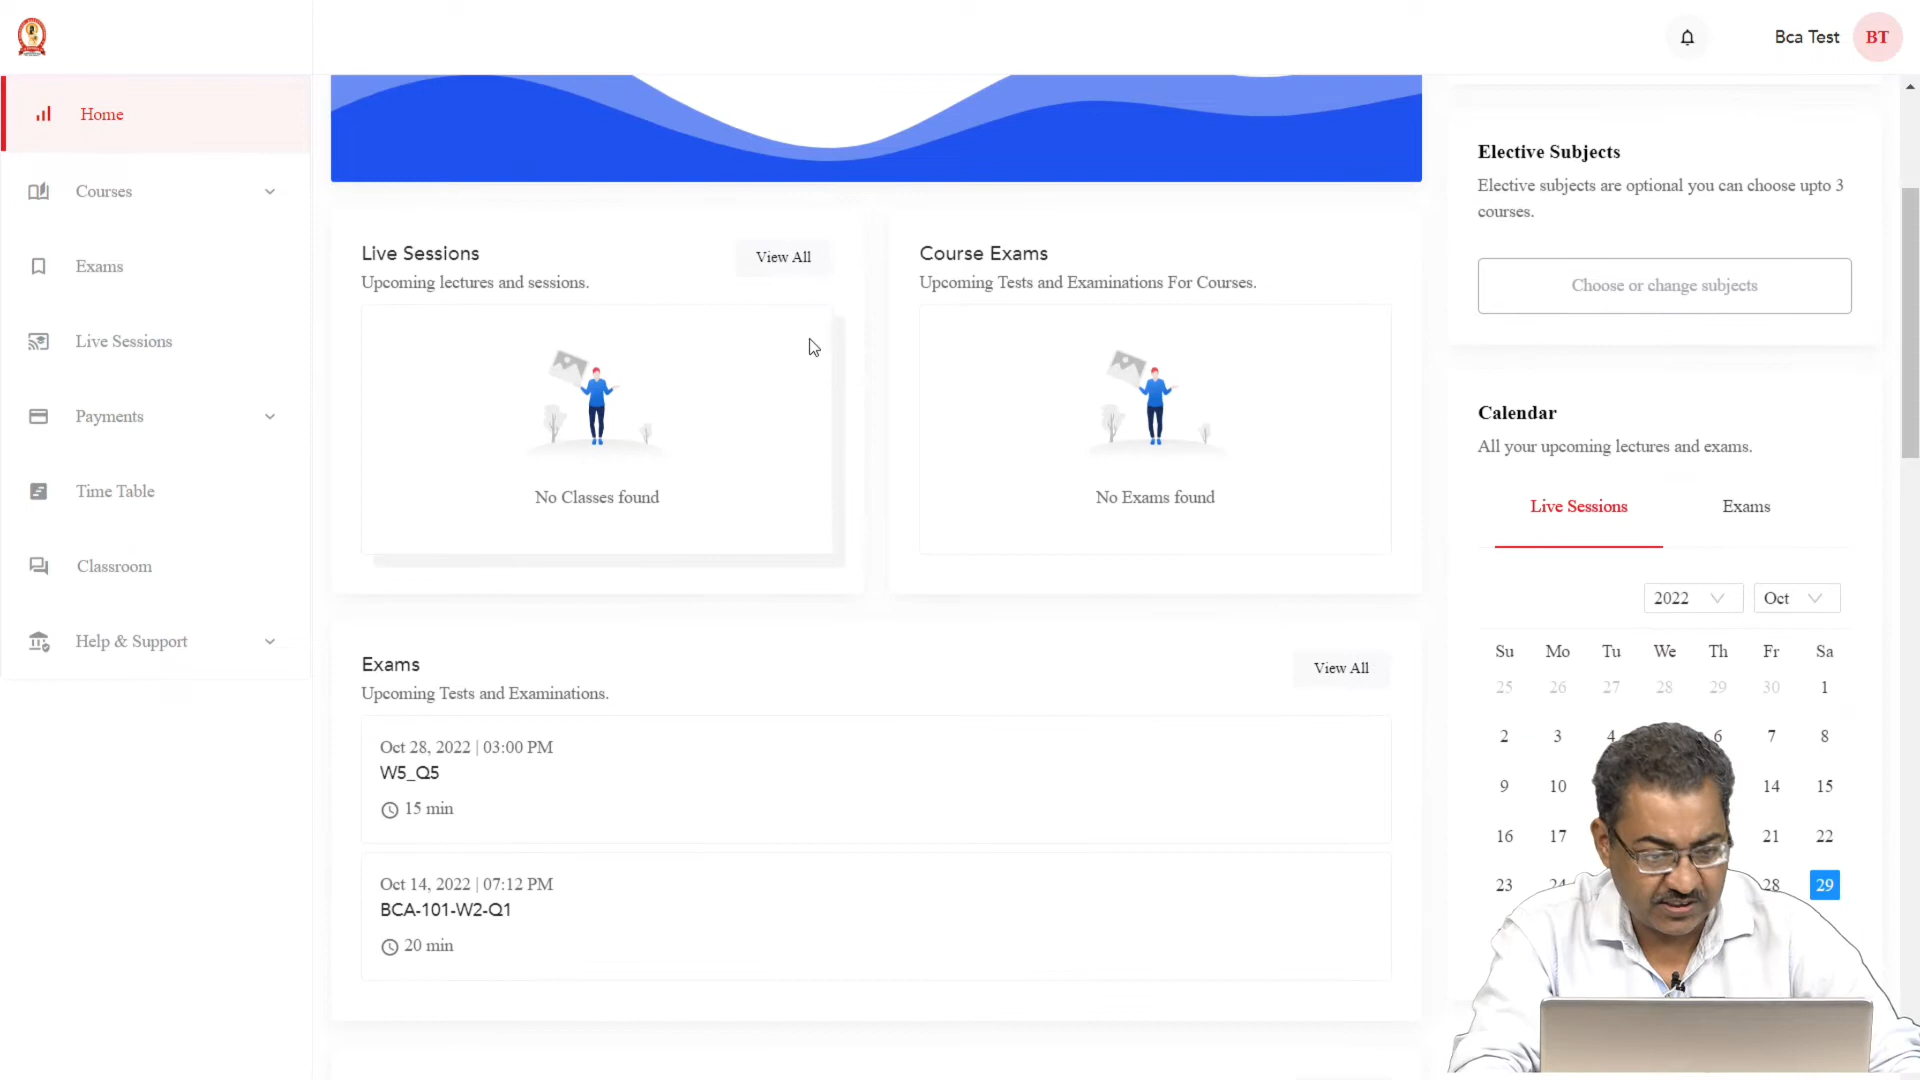 Bca Test
BT
Home
Courses
Exams
Live Sessions
Payments
Time Table
Classroom
Help & Support
Live Sessions
View All
Upcoming lectures and sessions.
No Classes found
Course Exams
Upcoming Tests and Examinations For Courses.
No Exams found
Exams
View All
Upcoming Tests and Examinations.
Oct 28, 2022 | 03:00 PM
W5_Q5
15 min
Oct 14, 2022 | 07:12 PM
BCA-101-W2-Q1
20 min
Elective Subjects
Elective subjects are optional you can choose upto 3
courses.
Choose or change subjects
Calendar
All your upcoming lectures and exams.
Live Sessions Exams
2022 Oct
Su Mo Tu We Th Fr Sa
25 26 27 28 29 30 1
2 3 4 6 7 8
9 10 14 15
16 17 21 22
23 24 28 29